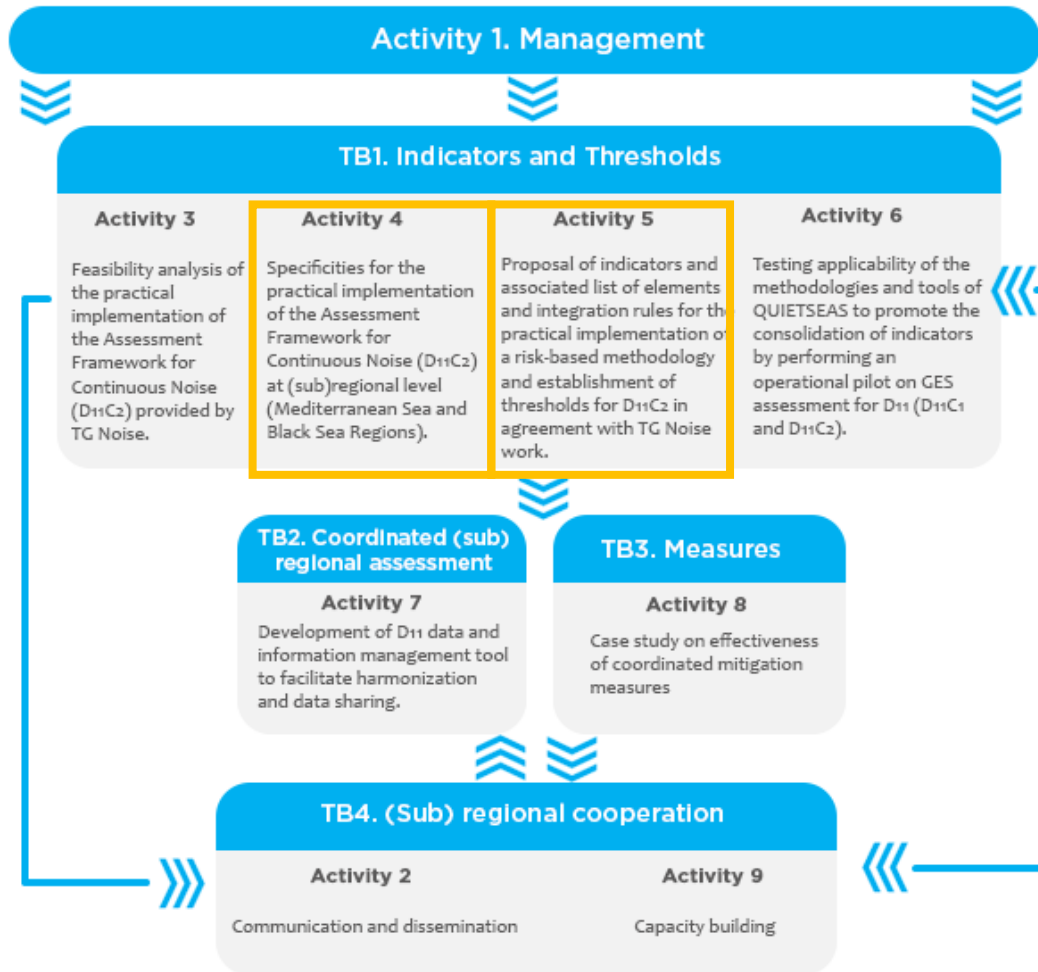 Activity 1. Management
TB1. Indicators and Thresholds
Activity 3
Feasibility analysis of
the practical
implementation of
the Assessment
Framework for
Continuous Noise
(D11C2) provided by
TG Noise.
Activity 4
Specificities for the
practical implementation
of the Assessment
Framework for
Continuous Noise (D11C2)
at (sub)regional level
(Mediterranean Sea and
Black Sea Regions).
Activity 5
Proposal of indicators and
associated list of elements
and integration rules for the
practical implementation of
a risk-based methodology
and establishment of
thresholds for D11C2 in
agreement with TG Noise
work.
Activity 6
Testing applicability of the
methodologies and tools of
QUIETSEAS to promote the
consolidation of indicators
by performing an
operational pilot on GES
assessment for D11 (D11C1
and D11C2).
TB2. Coordinated (sub)
regional assessment
Activity 7
Development of D11 data and
information management tool
to facilitate harmonization
and data sharing.
TB3. Measures
Activity 8
Case study on effectiveness
of coordinated mitigation
measures
TB4. (Sub) regional cooperation
Activity 2
Communication and dissemination
Activity 9
Capacity building